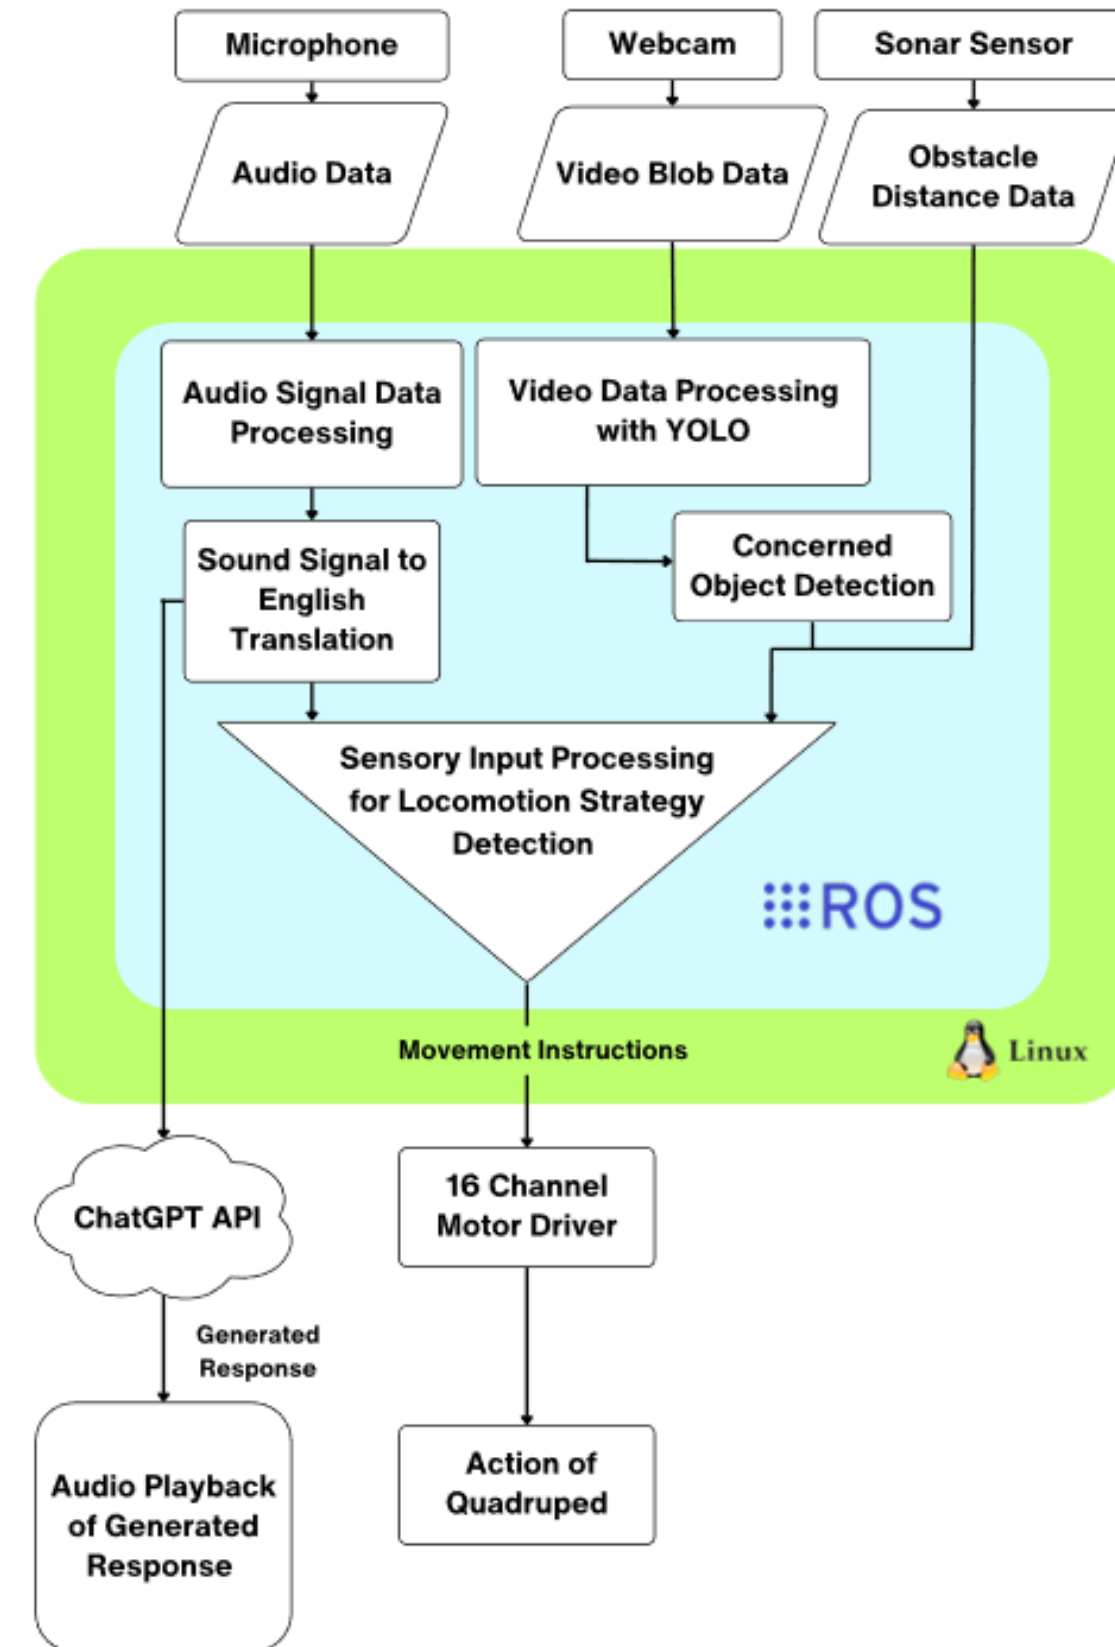 Microphone
Webcam
Sonar Sensor
Audio Data
Video Blob Data
Obstacle
Distance Data
Audio Signal Data
Processing
Video Data Processing
with YOLO
Sound Signal to
English
Translation
Concerned
Object Detection
Sensory Input Processing
for Locomotion Strategy
Detection
ROS
Movement Instructions
Linux
ChatGPT API
16 Channel
Motor Driver
Generated
Response
Audio Playback
of Generated
Response
Action of
Quadruped